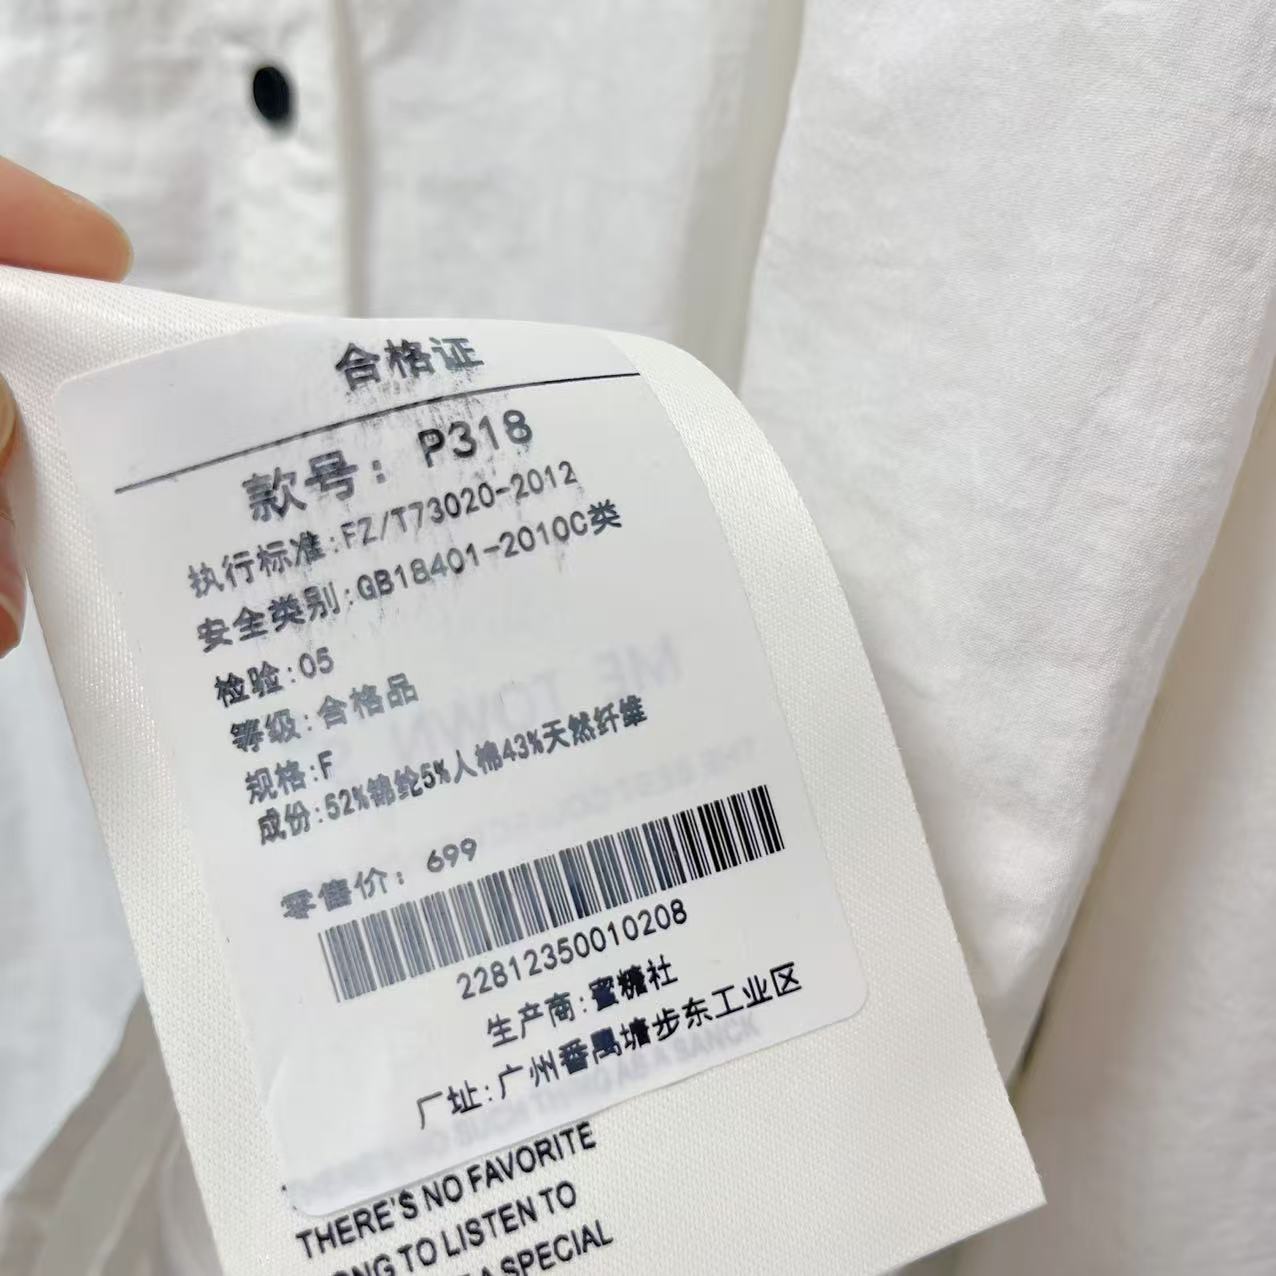 合格证
款号: P318
执行标准:FZ/T73020-2012
安全类别:GB18401-2010C类
检验:05
等级:合格品
规格:F
成份:52%锦纶5%人棉43%天然纤维
零售价: 699
22812350010208
生产商:蜜糖社
厂址:广州番禺塘步东工业区
THERE'S NO FAVORITE
ONG TO LISTEN TO
A SPECIAL